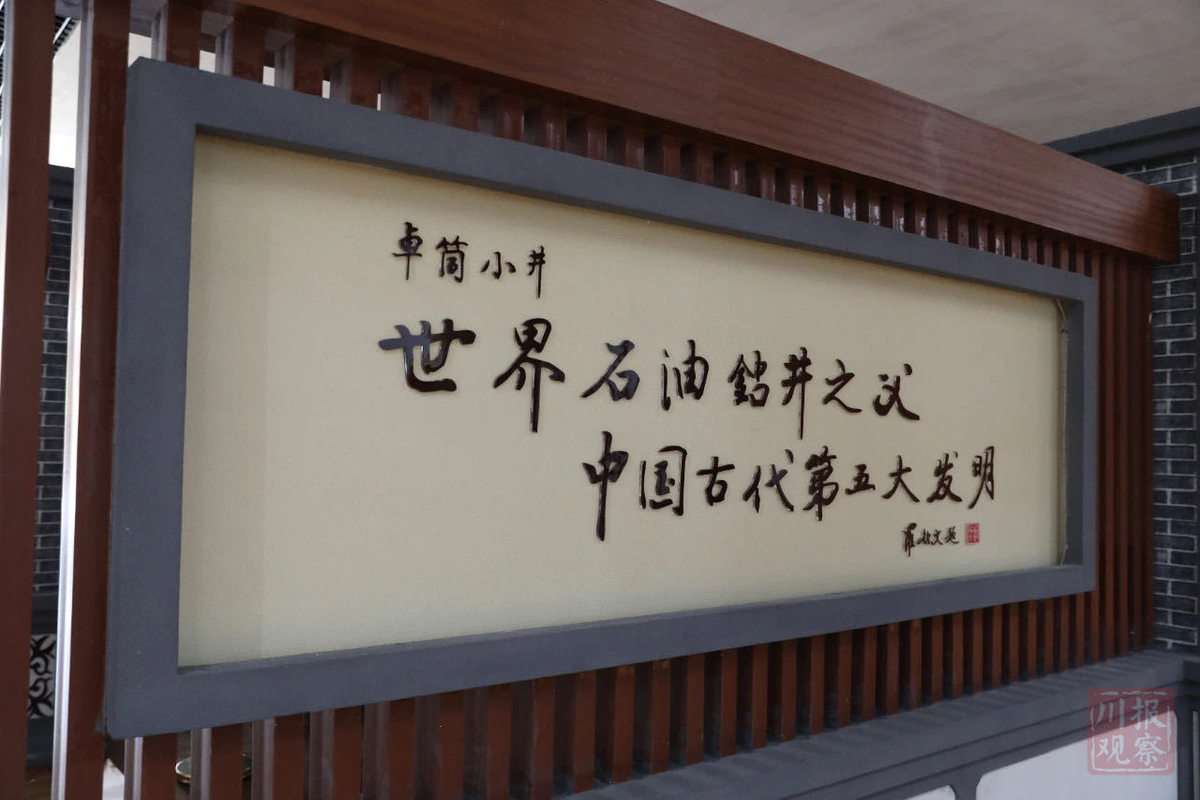 卓筒小井
世界石油钻井之父
中国古代第五大发明
川报
观察